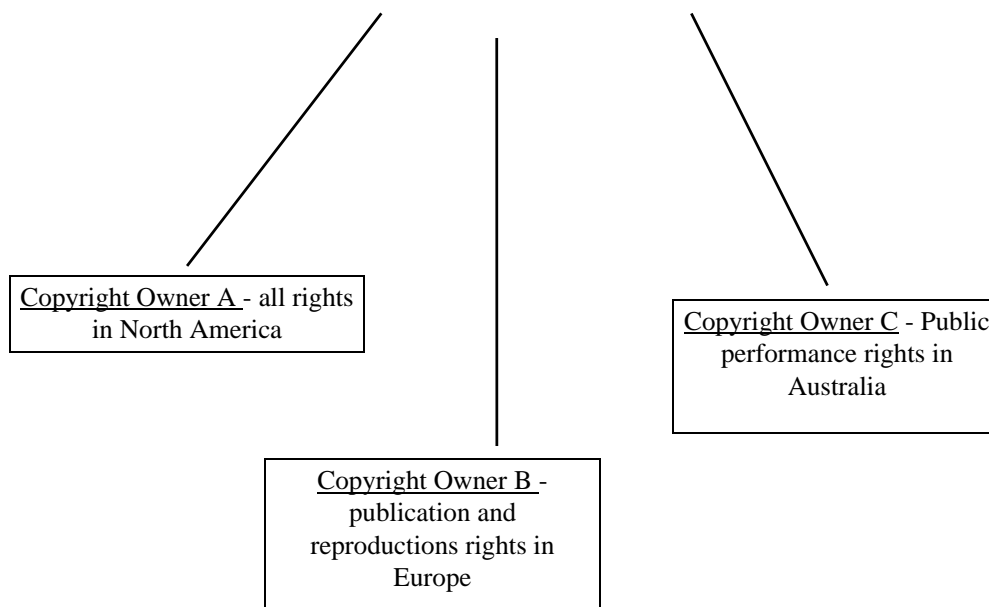 Copyright Owner A - all rights
in North America
Copyright Owner C - Public
performance rights in
Australia
Copyright Owner B -
publication and
reproductions rights in
Europe